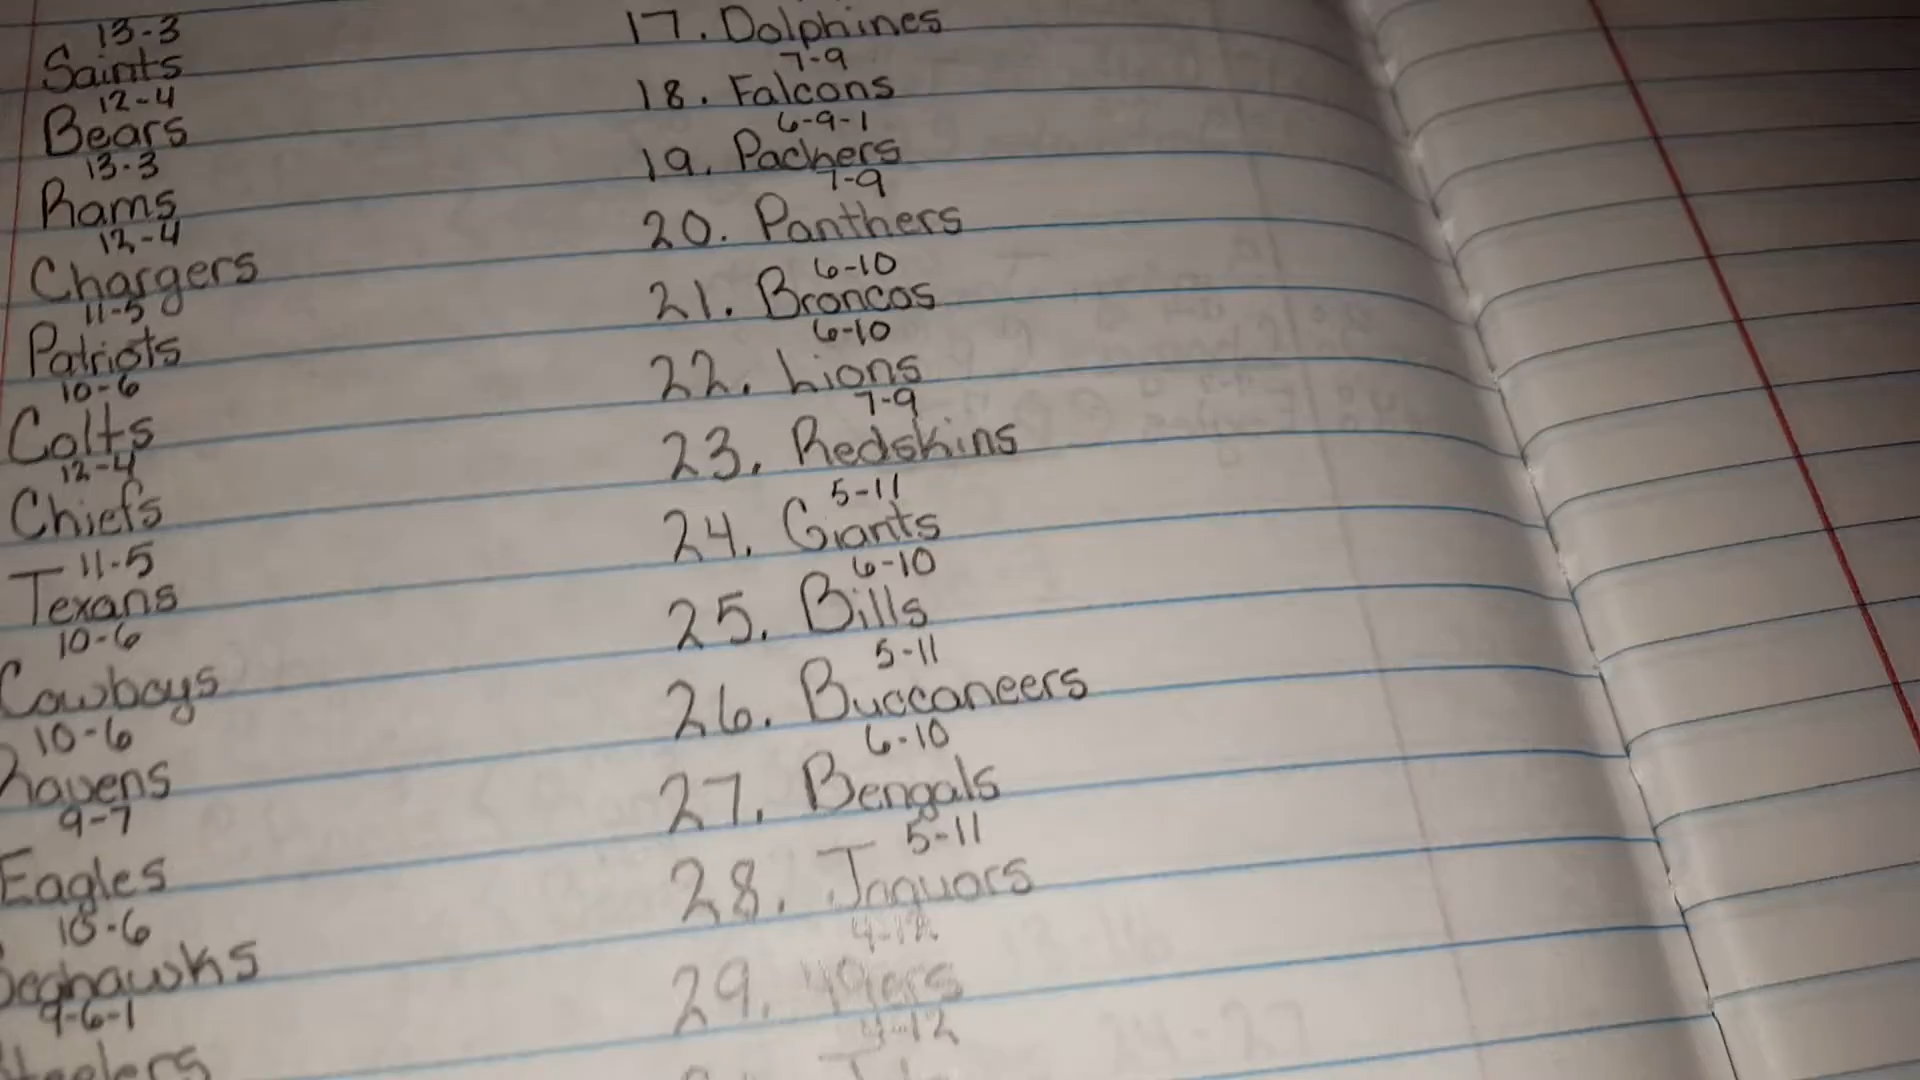 13-3
Saints
12-4
Bears
13-3
Rams
12-4
Chargers
11-5
Patriots
10-6
Colts
12-4
Chiefs
11-5
Texans
10-6
Cowboys
10-6
Ravens
9-7
Eagles
10-6
Seahawks
9-6-1
Steelers
17. Dolphines
7-9
18. Falcons
6-9-1
19. Packers
7-9
20. Panthers
6-10
21. Broncos
6-10
22. Lions
7-9
23. Redskins
5-11
24. Giants
6-10
25. Bills
5-11
26. Buccaneers
6-10
27. Bengals
5-11
28. Jaguars
4-12
29. 49ers
4-12